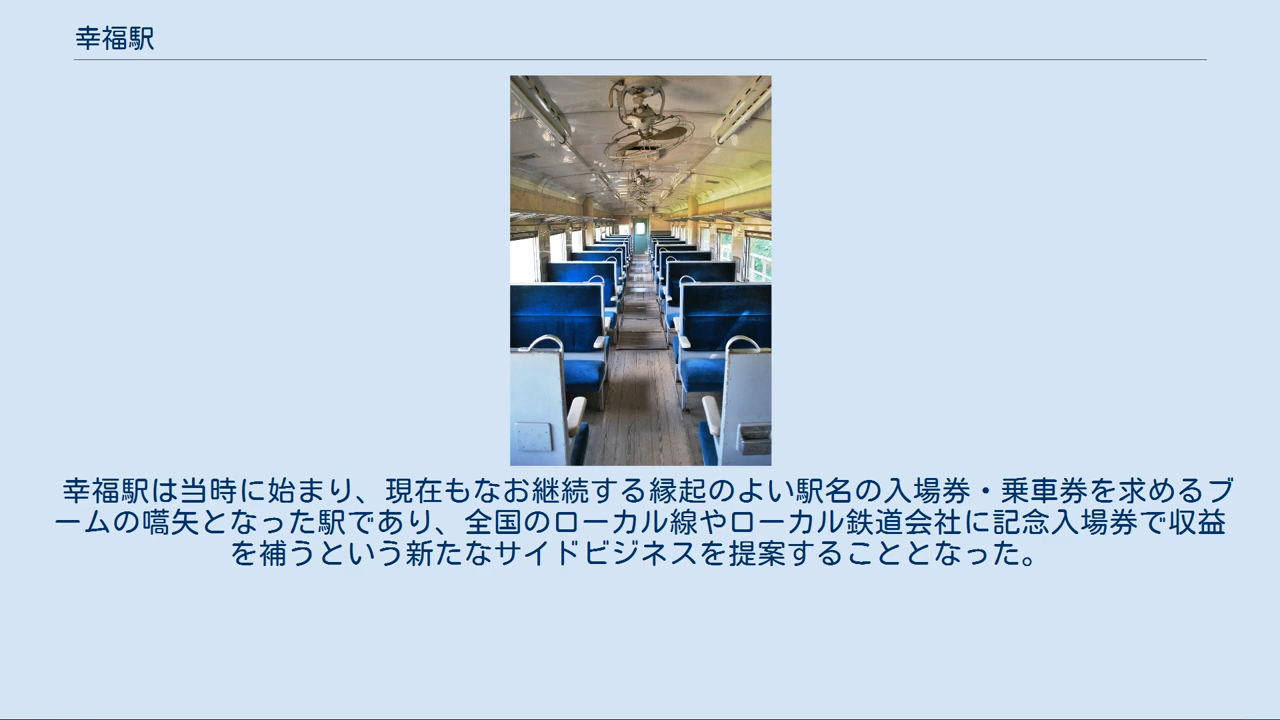 幸福駅
幸福駅は当時に始まり、現在もなお継続する縁起のよい駅名の入場券・乗車券を求めるブ
ームの嚆矢となった駅であり、全国のローカル線やローカル鉄道会社に記念入場券で収益
を補うという新たなサイドビジネスを提案することとなった。